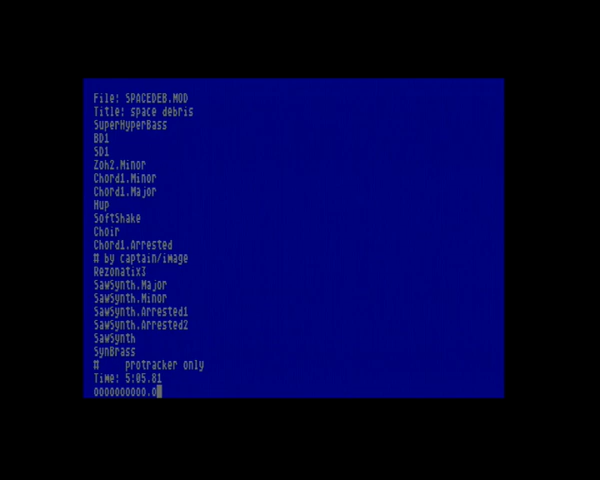 File: SPACEDEB.MOD
Title: space debris
SuperHyperBass
BD1
SD1
Zoh2.Minor
Chord1.Minor
Chord1.Major
Hup
SoftShake
Choir
Chord1.Arrested
# by captain/image
Rezonatix3
SawSynth.Major
SawSynth.Minor
SawSynth.Arrested1
SawSynth.Arrested2
SawSynth
SynBrass
#    protracker only
Time: 5:05.81
OOOOOOOOOO.O